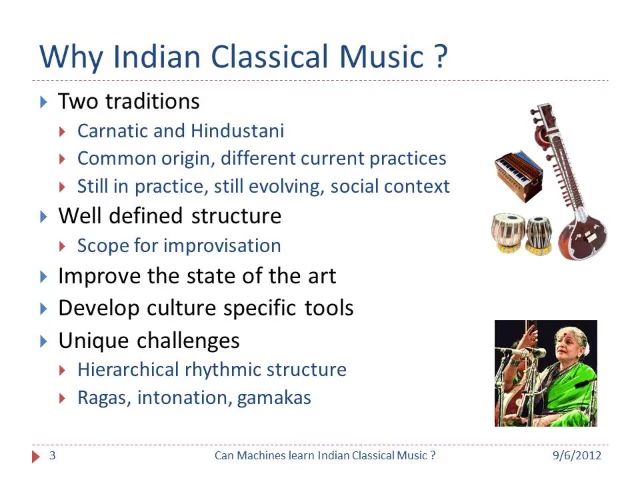 Why Indian Classical Music ?
Two traditions
Carnatic and Hindustani
Common origin, different current practices
Still in practice, still evolving, social context
Well defined structure
Scope for improvisation
Improve the state of the art
Develop culture specific tools
Unique challenges
Hierarchical rhythmic structure
Ragas, intonation, gamakas
3 Can Machines learn Indian Classical Music ? 9/6/2012